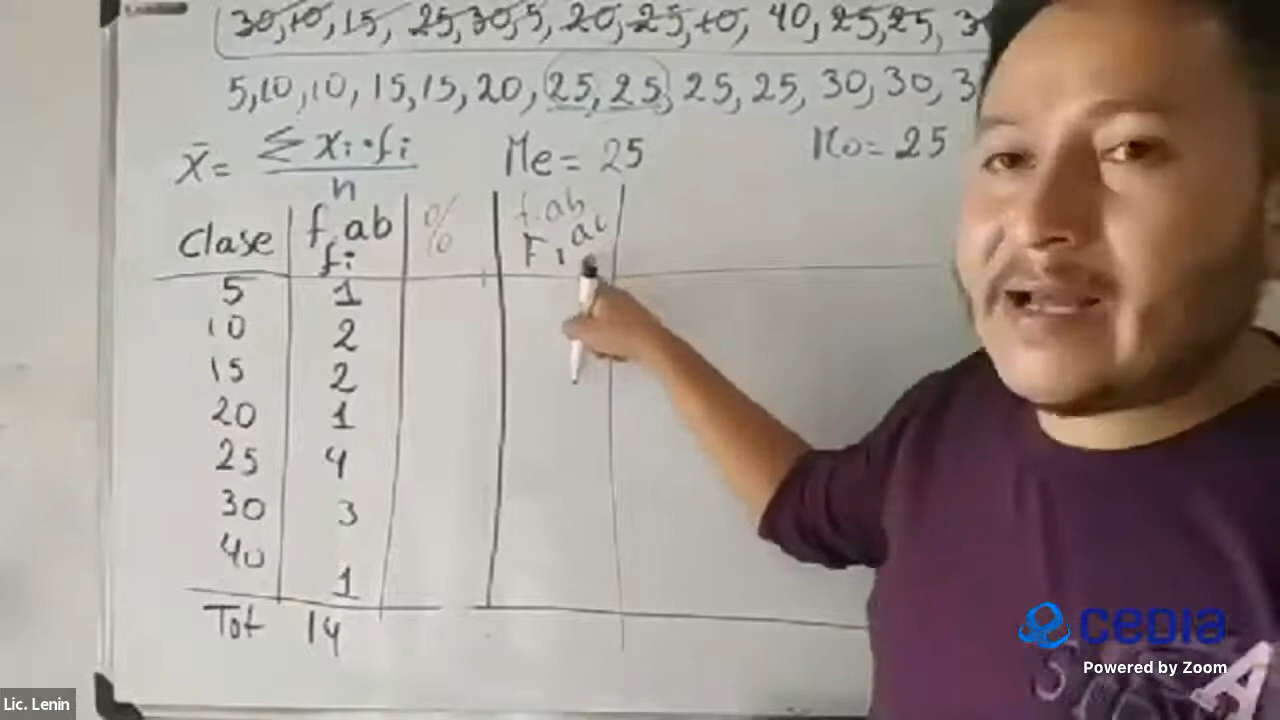 30, 10, 15, 25, 30, 5, 20, 25, 10, 40, 25, 25, 3
5, 10, 10, 15, 15, 20, 25, 25, 25, 25, 30, 30, 3
x̄ = Σ xi · fi / n
Me = 25
Mo = 25
Clase f. ab fi % f. ab Fi ac
5 1
10 2
15 2
20 1
25 4
30 3
40 1
Tot 14
cedia
Powered by Zoom
Lic. Lenin